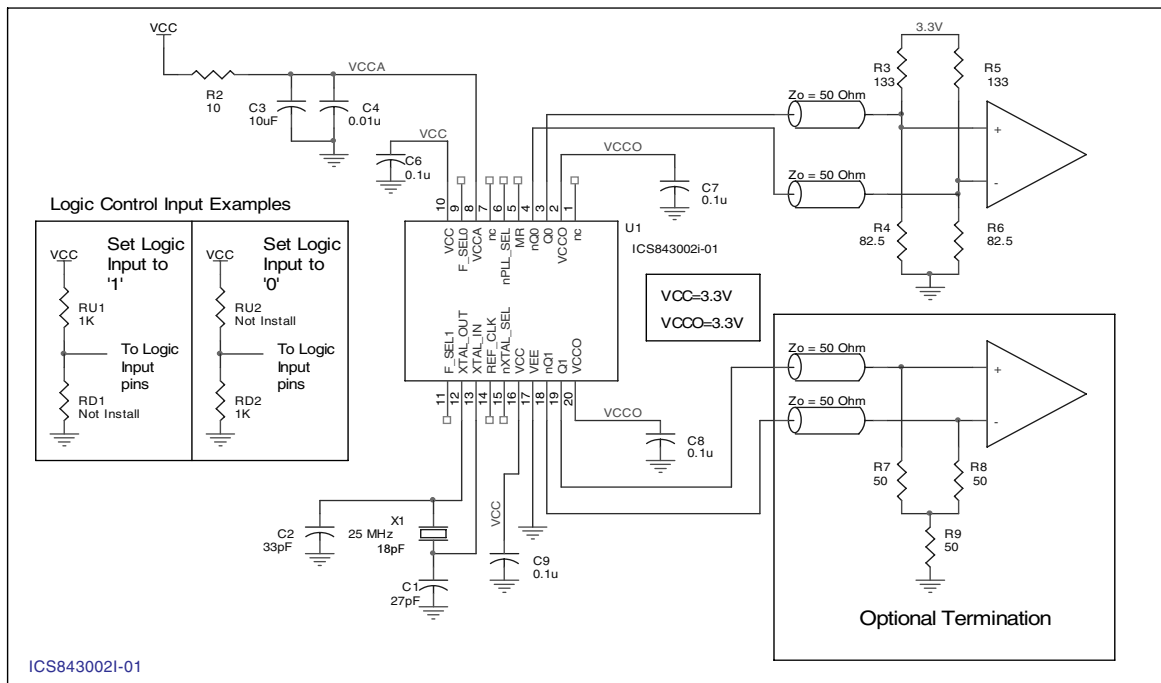 VCC
R2
10
VCCA
C3
10uF
C4
0.01u
VCC
C6
0.1u
VCCO
C7
0.1u
Zo = 50 Ohm
Zo = 50 Ohm
3.3V
R3
133
R5
133
+
-
R4
82.5
R6
82.5
Logic Control Input Examples
VCC
Set Logic
Input to
'1'
RU1
1K
To Logic
Input
pins
RD1
Not Install
VCC
Set Logic
Input to
'0'
RU2
Not Install
To Logic
Input
pins
RD2
1K
10
9
8
7
6
5
4
3
2
1
VCC
F_SEL0
VCCA
nc
nPLL_SEL
MR
nQ0
Q0
VCCO
nc
U1
ICS843002i-01
F_SEL1
XTAL_OUT
XTAL_IN
REF_CLK
nXTAL_SEL
VCC
VEE
nQ1
Q1
VCCO
11
12
13
14
15
16
17
18
19
20
VCC=3.3V
VCCO=3.3V
VCCO
C8
0.1u
Zo = 50 Ohm
Zo = 50 Ohm
+
-
R7
50
R8
50
R9
50
Optional Termination
C2
33pF
X1
25 MHz
18pF
C1
27pF
VCC
C9
0.1u
ICS843002I-01